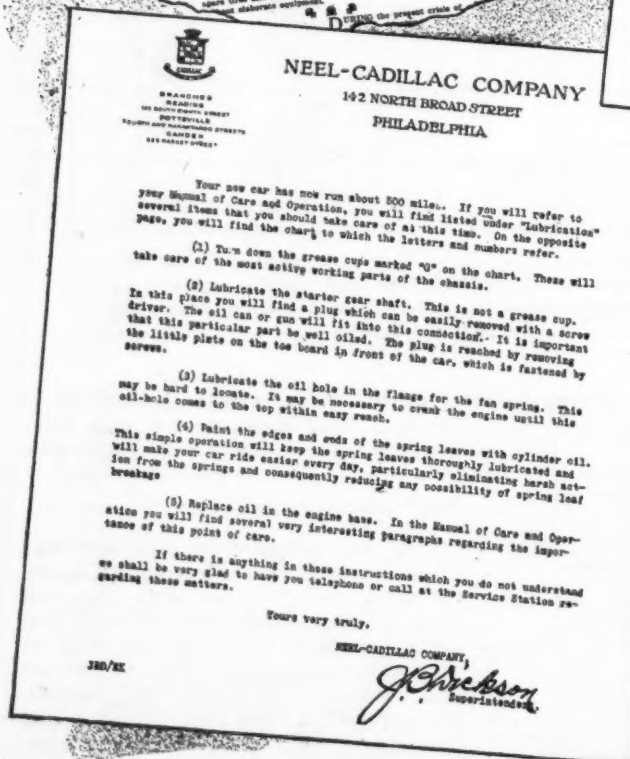 spare tires
and elaborate equipment.
DURING the present crisis of
CADILLAC
BRANCHES
READING
POTTSVILLE
CAMDEN
NEEL-CADILLAC COMPANY
142 NORTH BROAD STREET
PHILADELPHIA
Your new car has now run about 500 miles. If you will refer to
your Manual of Care and Operation, you will find listed under "Lubrication"
several items that you should take care of at this time. On the opposite
page, you will find the chart to which the letters and numbers refer.
(1) Turn down the grease cups marked "G" on the chart. These will
take care of the most active working parts of the chassis.
(2) Lubricate the starter gear shaft. This is not a grease cup.
In this place you will find a plug which can be easily removed with a screw
driver. The oil can or gun will fit into this connection. It is important
that this particular part be well oiled. The plug is reached by removing
the little plate on the toe board in front of the car, which is fastened by
screws.
(3) Lubricate the oil hole in the flange for the fan spring. This
may be hard to locate. It may be necessary to crank the engine until this
oil-hole comes to the top within easy reach.
(4) Paint the edges and ends of the spring leaves with cylinder oil.
This simple operation will keep the spring leaves thoroughly lubricated and
will make your car ride easier every day, particularly eliminating harsh act-
ion from the springs and consequently reducing any possibility of spring leaf
breakage
(5) Replace oil in the engine base. In the Manual of Care and Oper-
ation you will find several very interesting paragraphs regarding the impor-
tance of this point of care.
If there is anything in these instructions which you do not understand
we shall be very glad to have you telephone or call at the Service Station re-
garding these matters.
Yours very truly,
NEEL-CADILLAC COMPANY,
JBD/EK
J B Dickson
Superintendent.